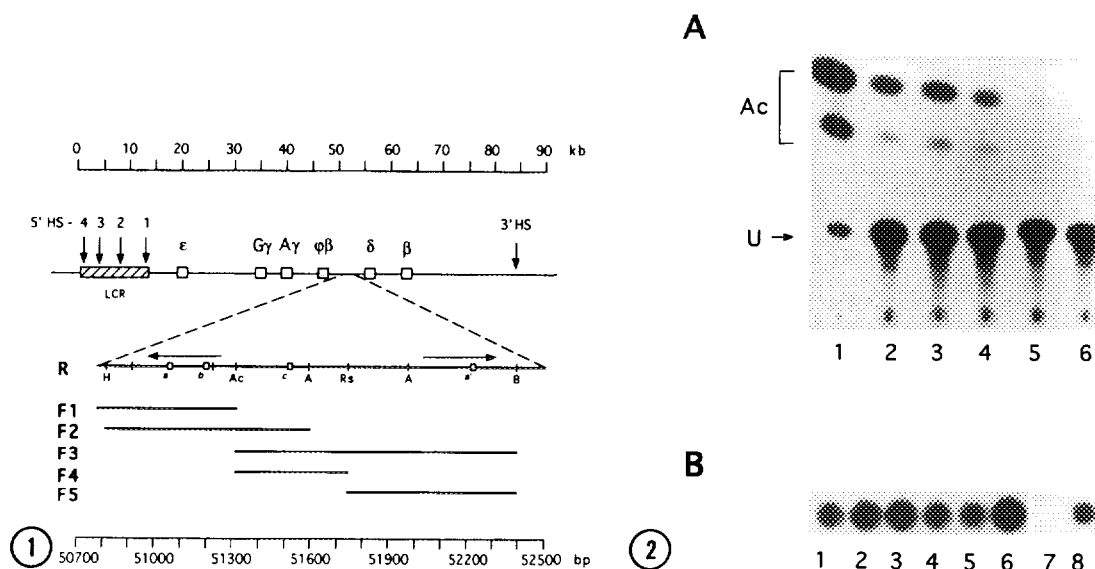 0 10 20 30 40 50 60 70 80 90 kb
5' HS - 4 3 2 1
3'HS
ε Gγ Aγ φβ δ β
LCR
R
H a b Ac c A Rs A a' B
F1
F2
F3
F4
F5
1
50700 51000 51300 51600 51900 52200 52500 bp
A
Ac
U →
1 2 3 4 5 6
B
2
1 2 3 4 5 6 7 8